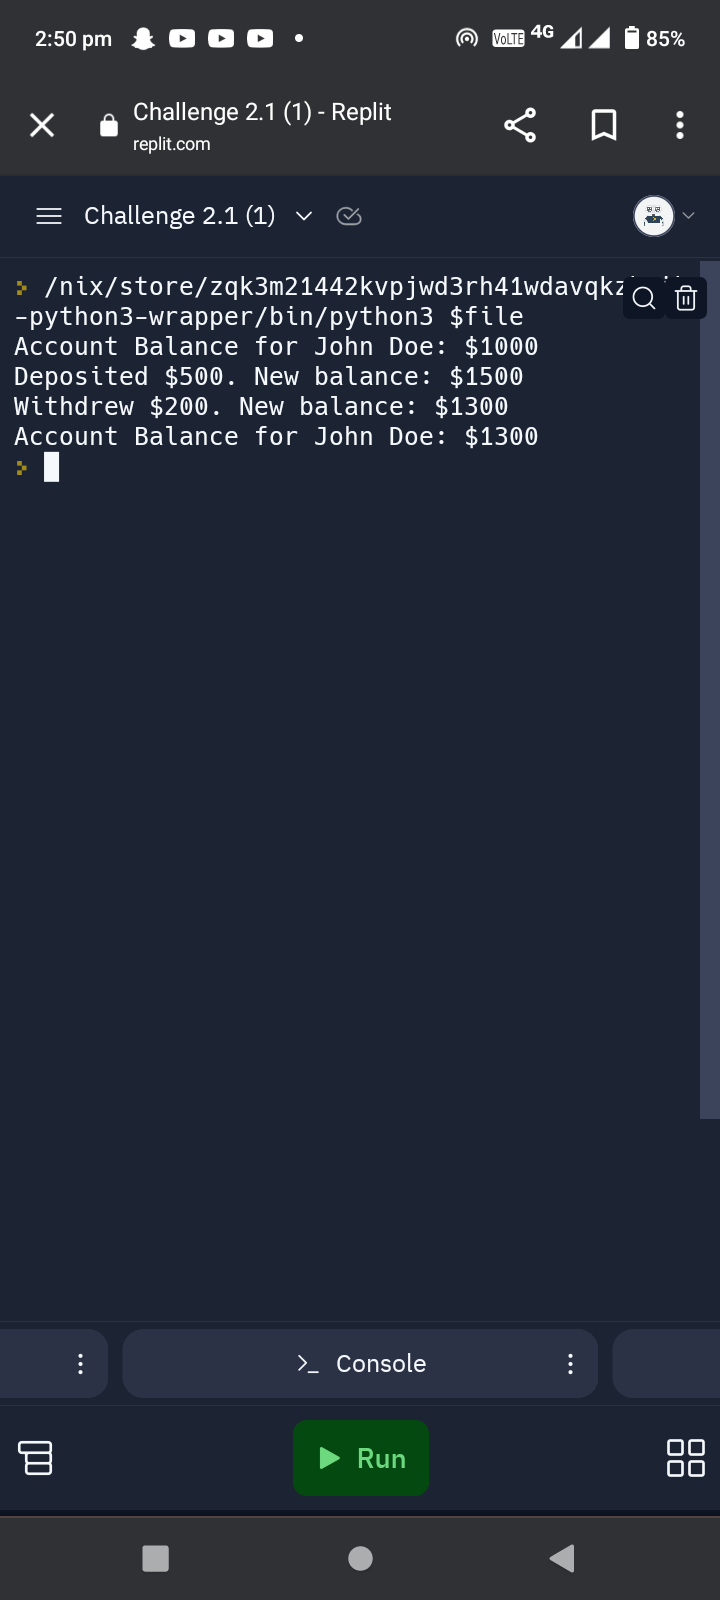 2:50 pm VoLTE 4G 85%
Challenge 2.1 (1) - Replit
replit.com
Challenge 2.1 (1)
/nix/store/zqk3m21442kvpjwd3rh41wdavqkz
-python3-wrapper/bin/python3 $file
Account Balance for John Doe: $1000
Deposited $500. New balance: $1500
Withdrew $200. New balance: $1300
Account Balance for John Doe: $1300
Console
Run